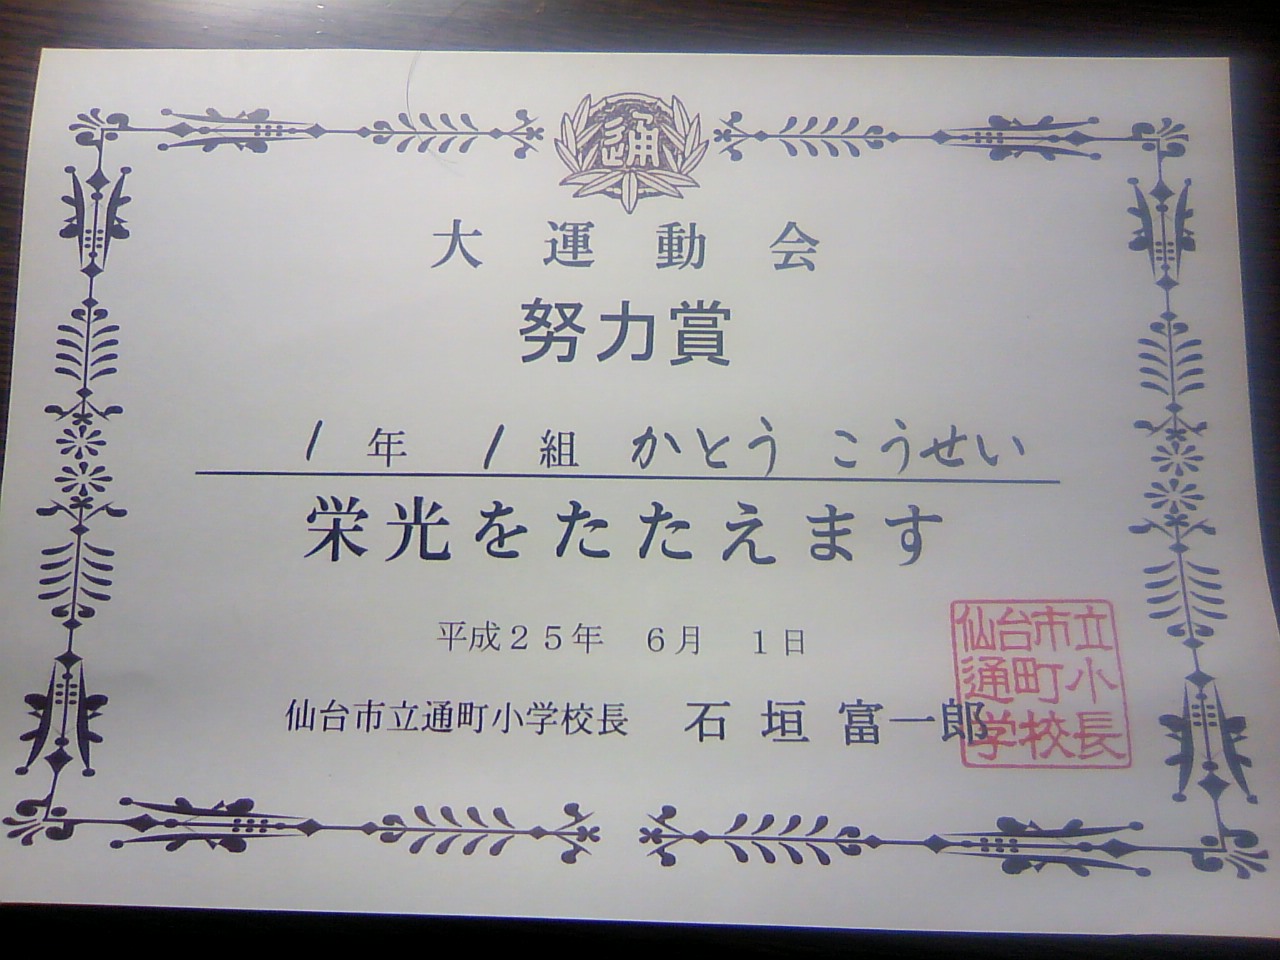 通
大運動会
努力賞
1年 1組 かとう こうせい
栄光をたたえます
平成25年 6月 1日
仙台市立通町小学校長 石垣富一郎
仙台市立
通町小
学校長